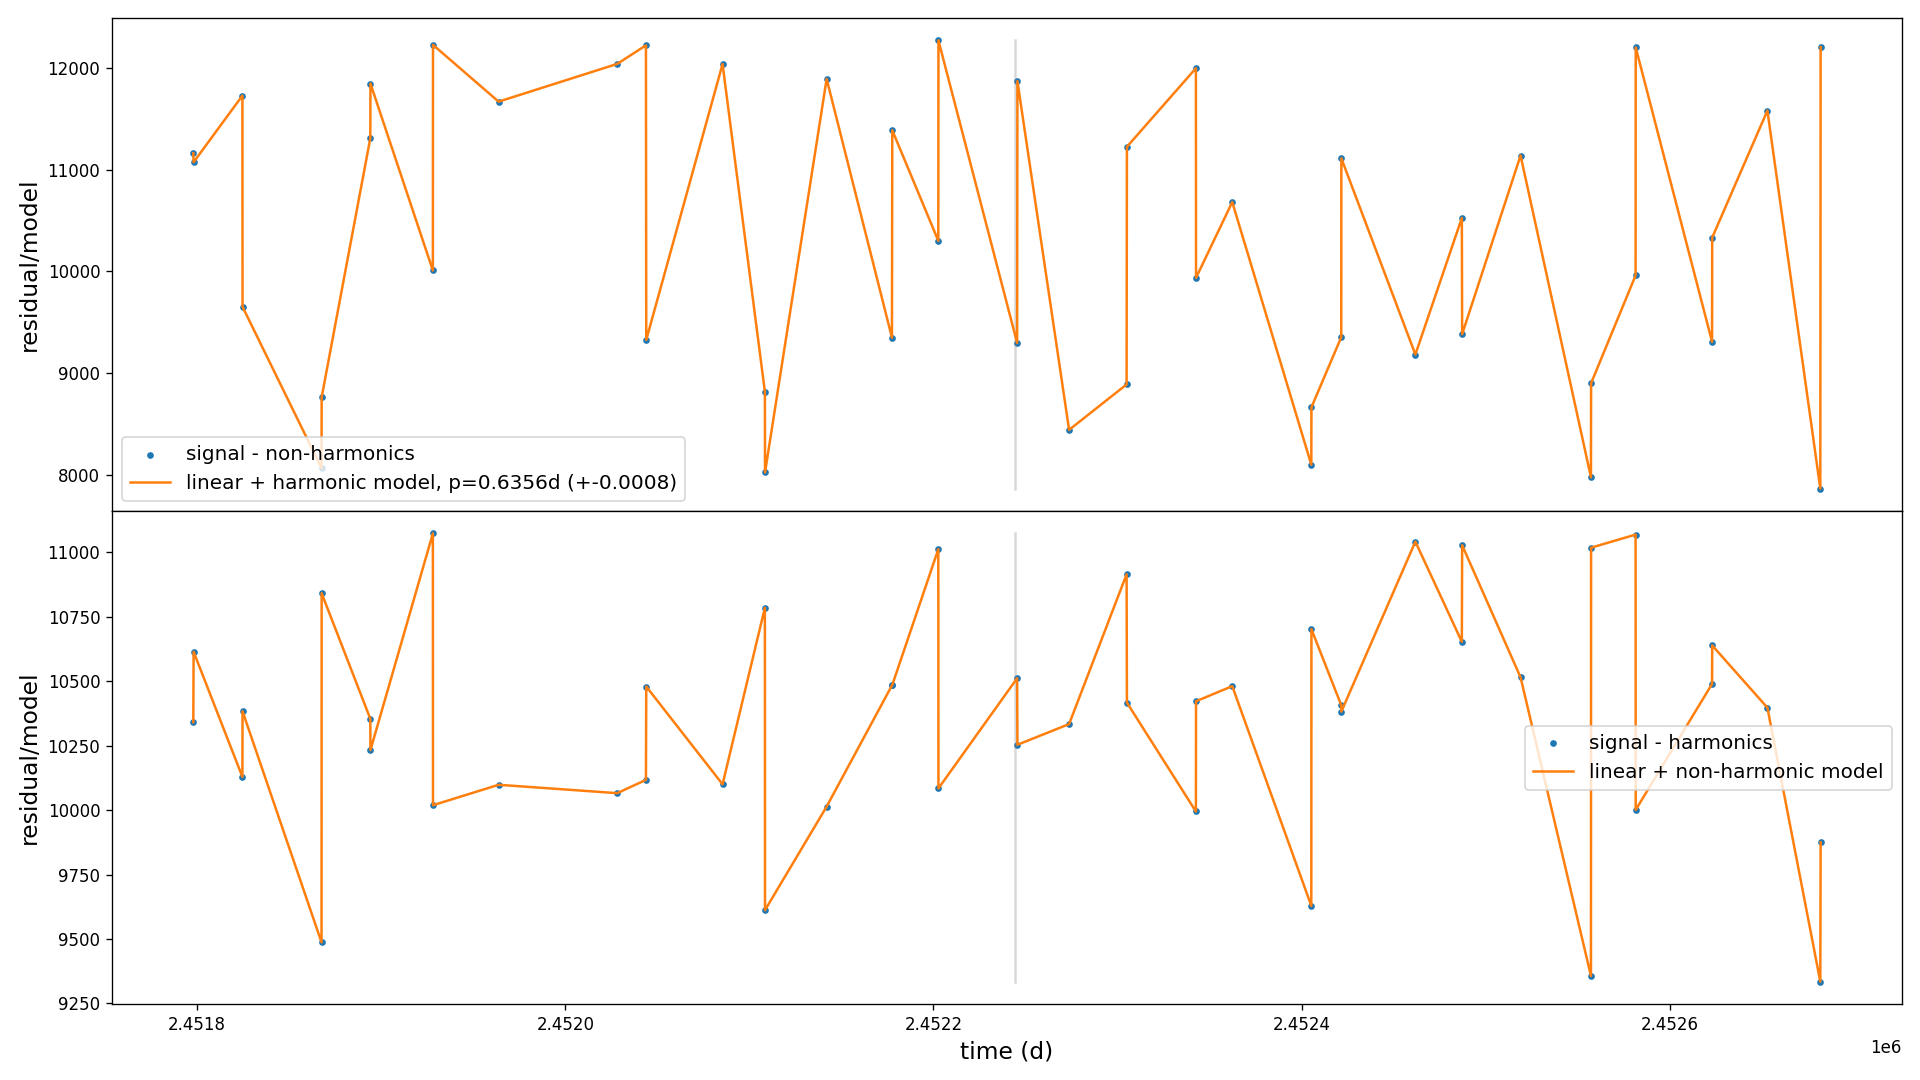 residual/model
12000
11000
10000
9000
8000
signal - non-harmonics
linear + harmonic model, p=0.6356d (+-0.0008)
residual/model
11000
10750
10500
10250
10000
9750
9500
9250
signal - harmonics
linear + non-harmonic model
2.4518
2.4520
2.4522
2.4524
2.4526
time (d)
1e6